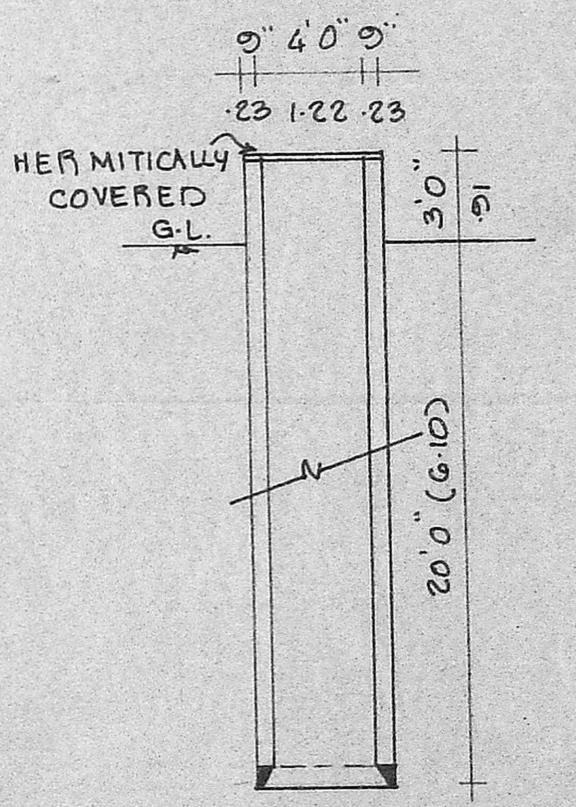 9" 4'0" 9"
.23 1.22 .23
HERMITICALLY
COVERED
G.L.
3'0"
.91
20'0" (6.10)